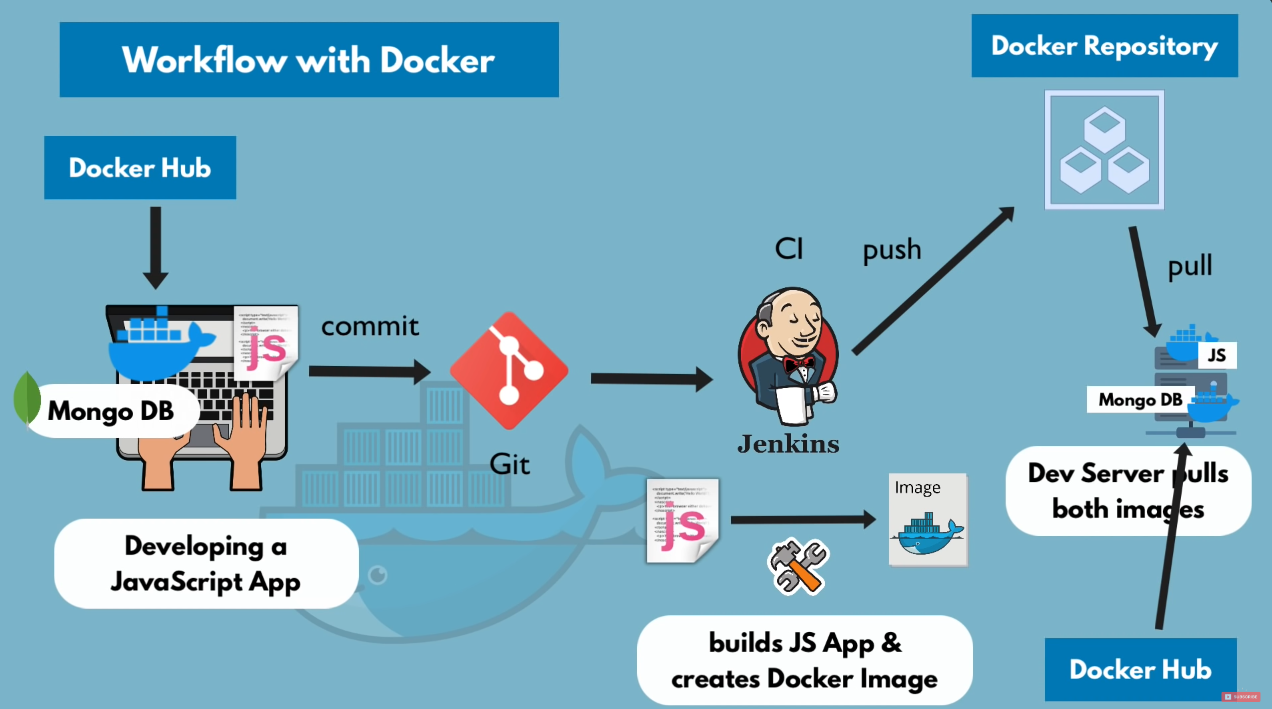 Workflow with Docker
Docker Repository
Docker Hub
CI
push
pull
commit
JS
js
Mongo DB
Mongo DB
Jenkins
Git
Dev Server pulls
both images
js
Image
Developing a
JavaScript App
builds JS App &
creates Docker Image
Docker Hub
SUBSCRIBE